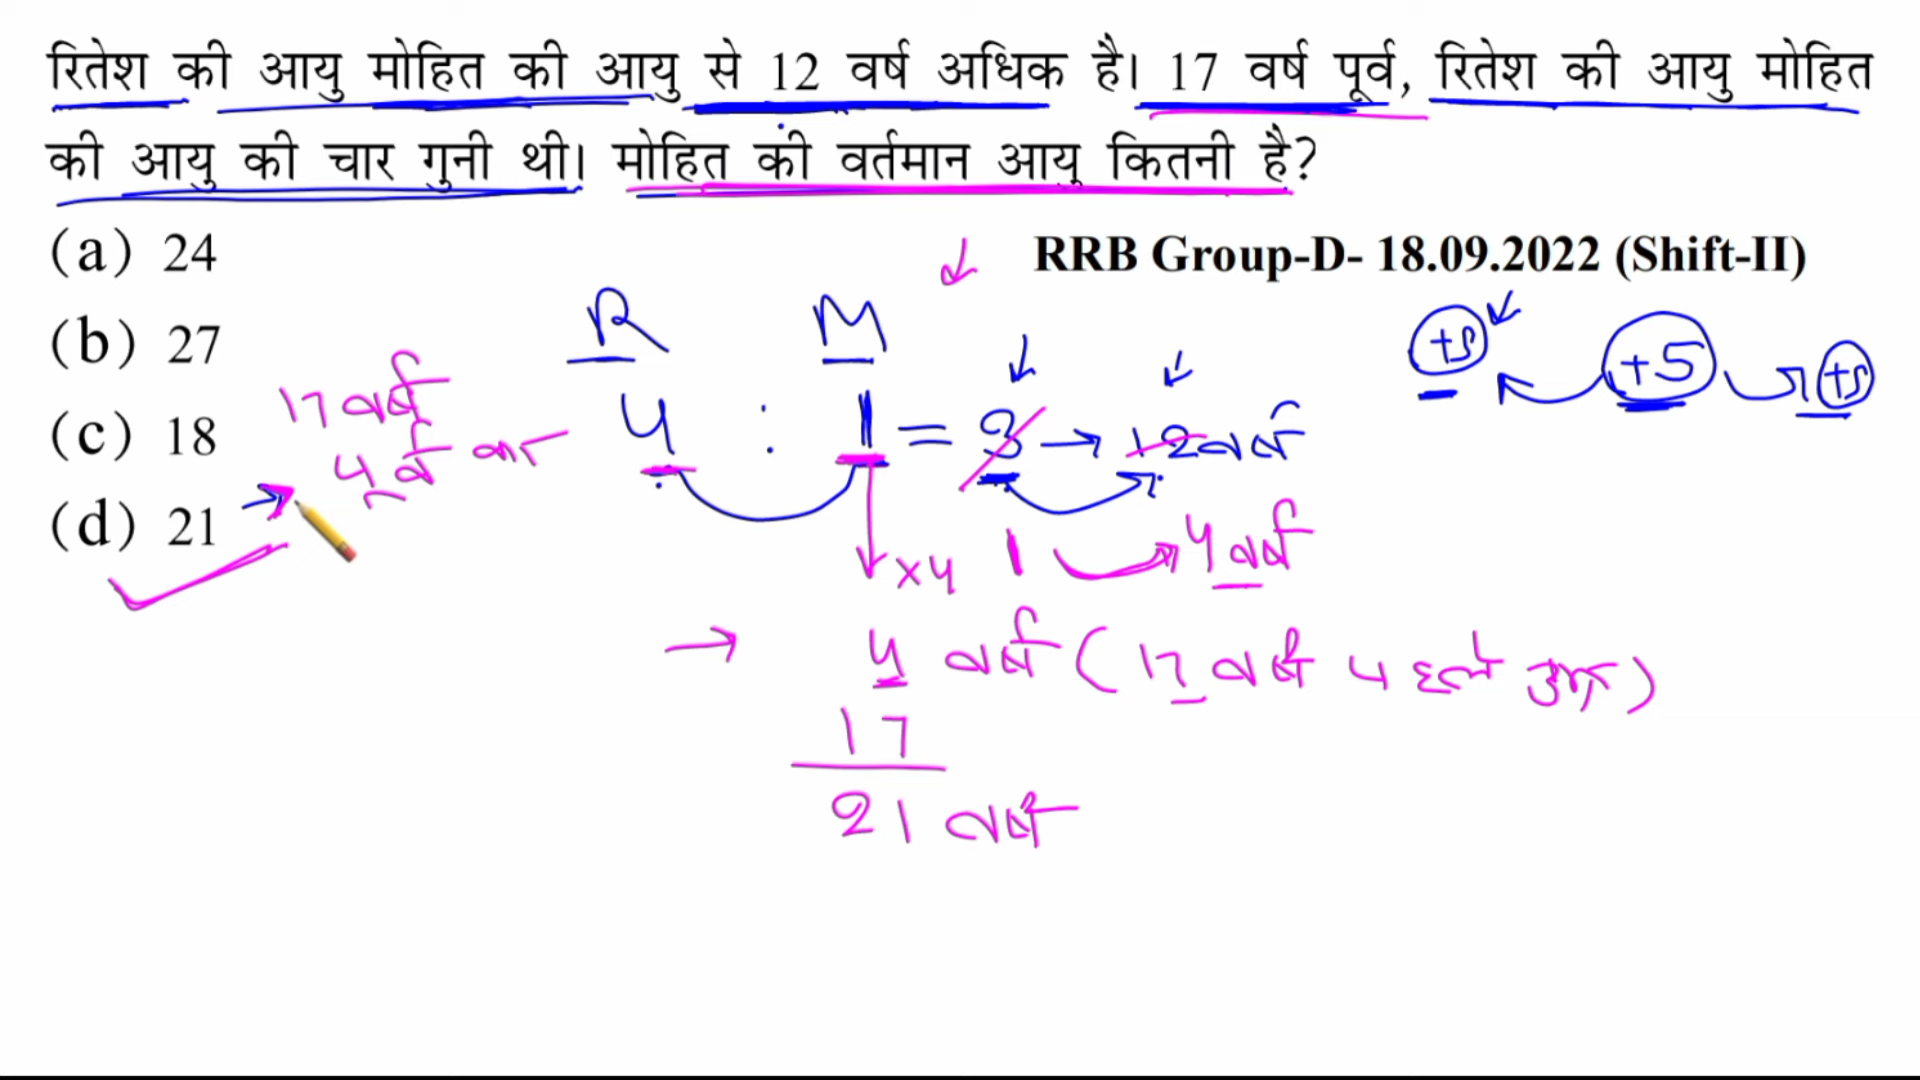 रितेश की आयु मोहित की आयु से 12 वर्ष अधिक है। 17 वर्ष पूर्व, रितेश की आयु मोहित
की आयु की चार गुनी थी। मोहित की वर्तमान आयु कितनी है?
(a) 24
RRB Group-D- 18.09.2022 (Shift-II)
(b) 27
R M
+5 +5 +5
17 वर्ष
(c) 18
4 : 1 = 3 → 12 वर्ष
(d) 21
×4 1 4 वर्ष
→ 4 वर्ष (17 वर्ष पहले उम्र)
17
21 वर्ष